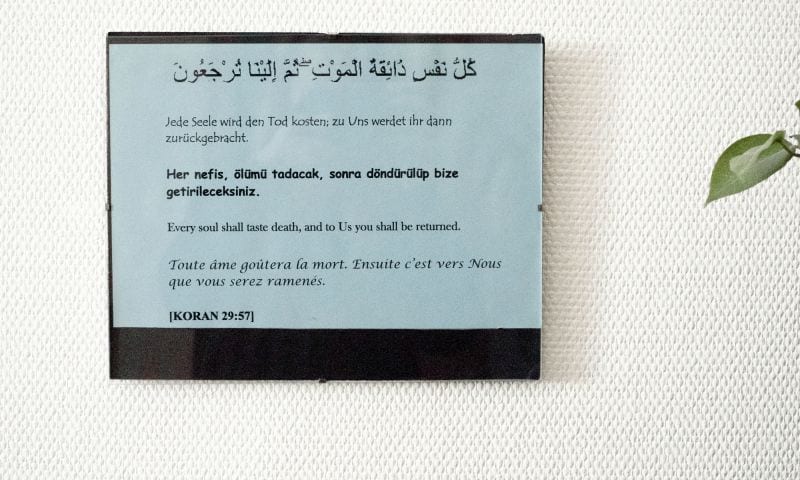 كُلُّ نَفْسٍ ذَائِقَةُ الْمَوْتِ ۖ ثُمَّ إِلَيْنَا تُرْجَعُونَ
Jede Seele wird den Tod kosten; zu Uns werdet ihr dann
zurückgebracht.
Her nefis, ölümü tadacak, sonra döndürülüp bize
getirileceksiniz.
Every soul shall taste death, and to Us you shall be returned.
Toute âme goûtera la mort. Ensuite c'est vers Nous
que vous serez ramenés.
[KORAN 29:57]